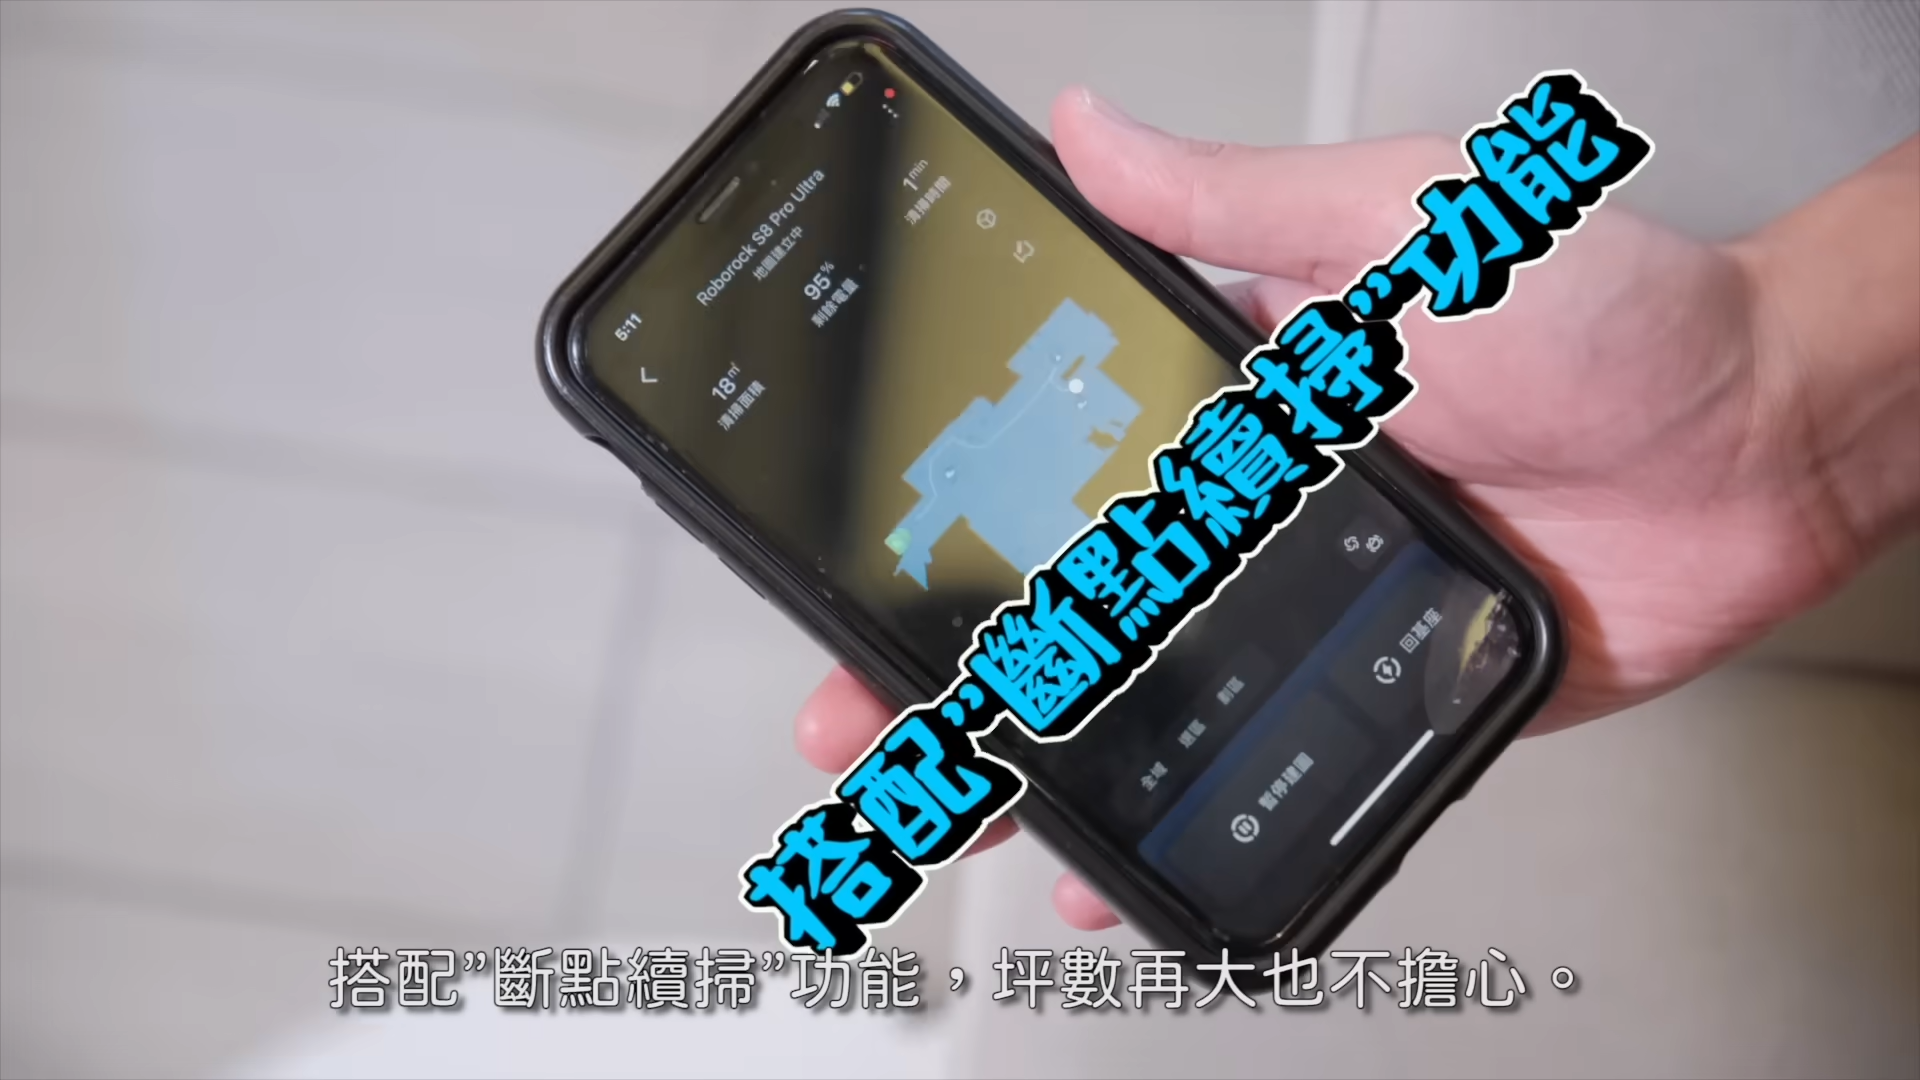 5:11
Roborock S8 Pro Ultra
地圖建立中
18㎡
清掃面積
95%
剩餘電量
1min
清掃時間
全域
選區
劃區
暫停建圖
回基座
搭配”斷點續掃”功能
搭配”斷點續掃”功能，坪數再大也不擔心。